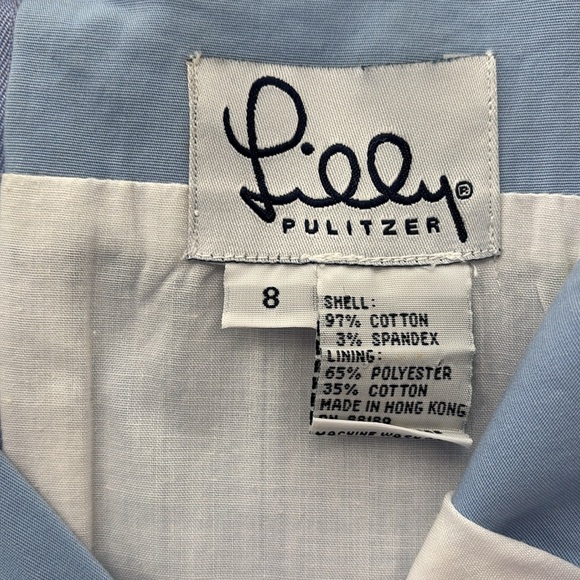 Lilly®
PULITZER
8
SHELL:
97% COTTON
3% SPANDEX
LINING:
65% POLYESTER
35% COTTON
MADE IN HONG KONG